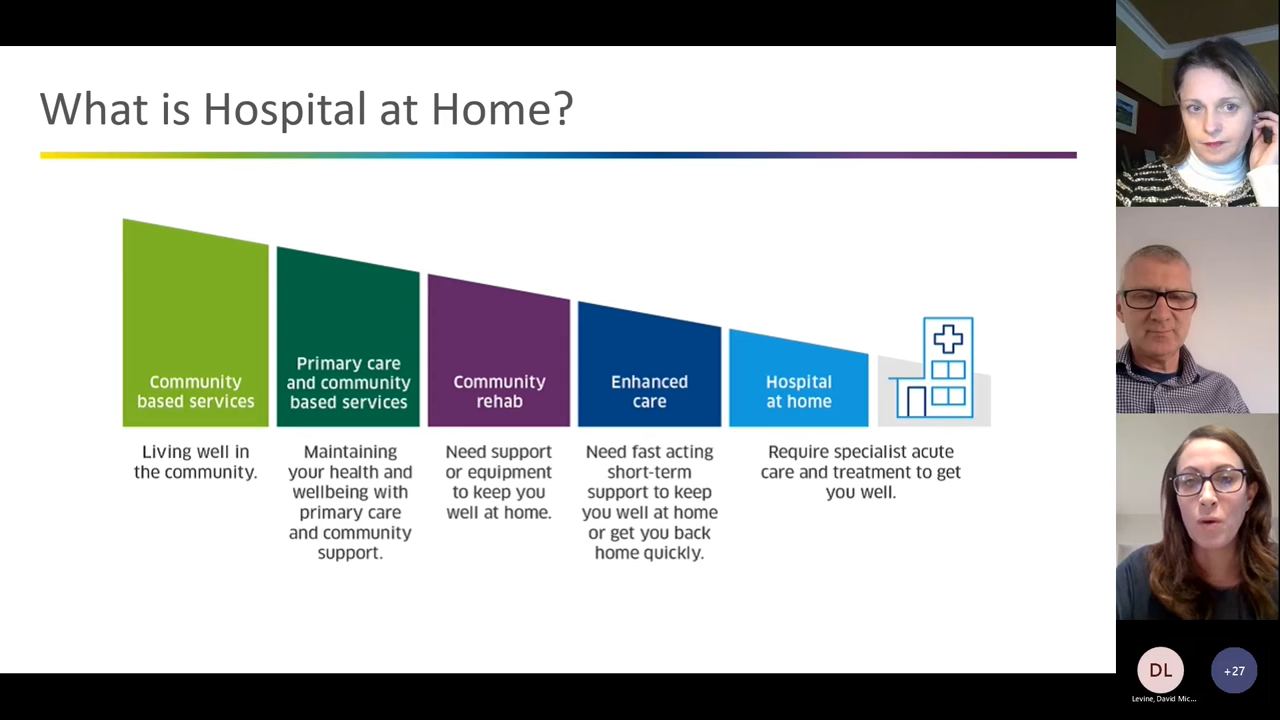 What is Hospital at Home?
Community
based services
Primary care
and community
based services
Community
rehab
Enhanced
care
Hospital
at home
Living well in
the community.
Maintaining
your health and
wellbeing with
primary care
and community
support.
Need support
or equipment
to keep you
well at home.
Need fast acting
short-term
support to keep
you well at home
or get you back
home quickly.
Require specialist acute
care and treatment to get
you well.
DL
+27
Levine, David Mic...